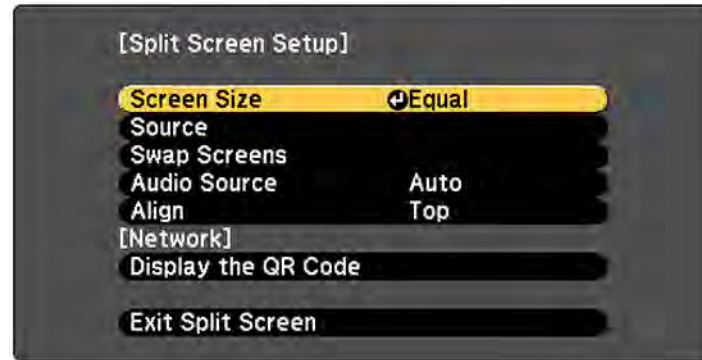 [Split Screen Setup]
Screen Size Equal
Source
Swap Screens
Audio Source Auto
Align Top
[Network]
Display the QR Code
Exit Split Screen